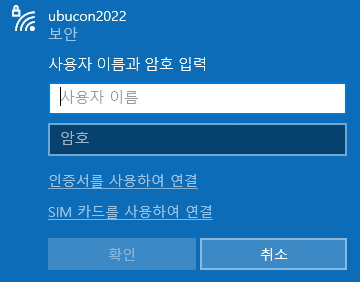 ubucon2022
보안
사용자 이름과 암호 입력
사용자 이름
암호
인증서를 사용하여 연결
SIM 카드를 사용하여 연결
확인
취소